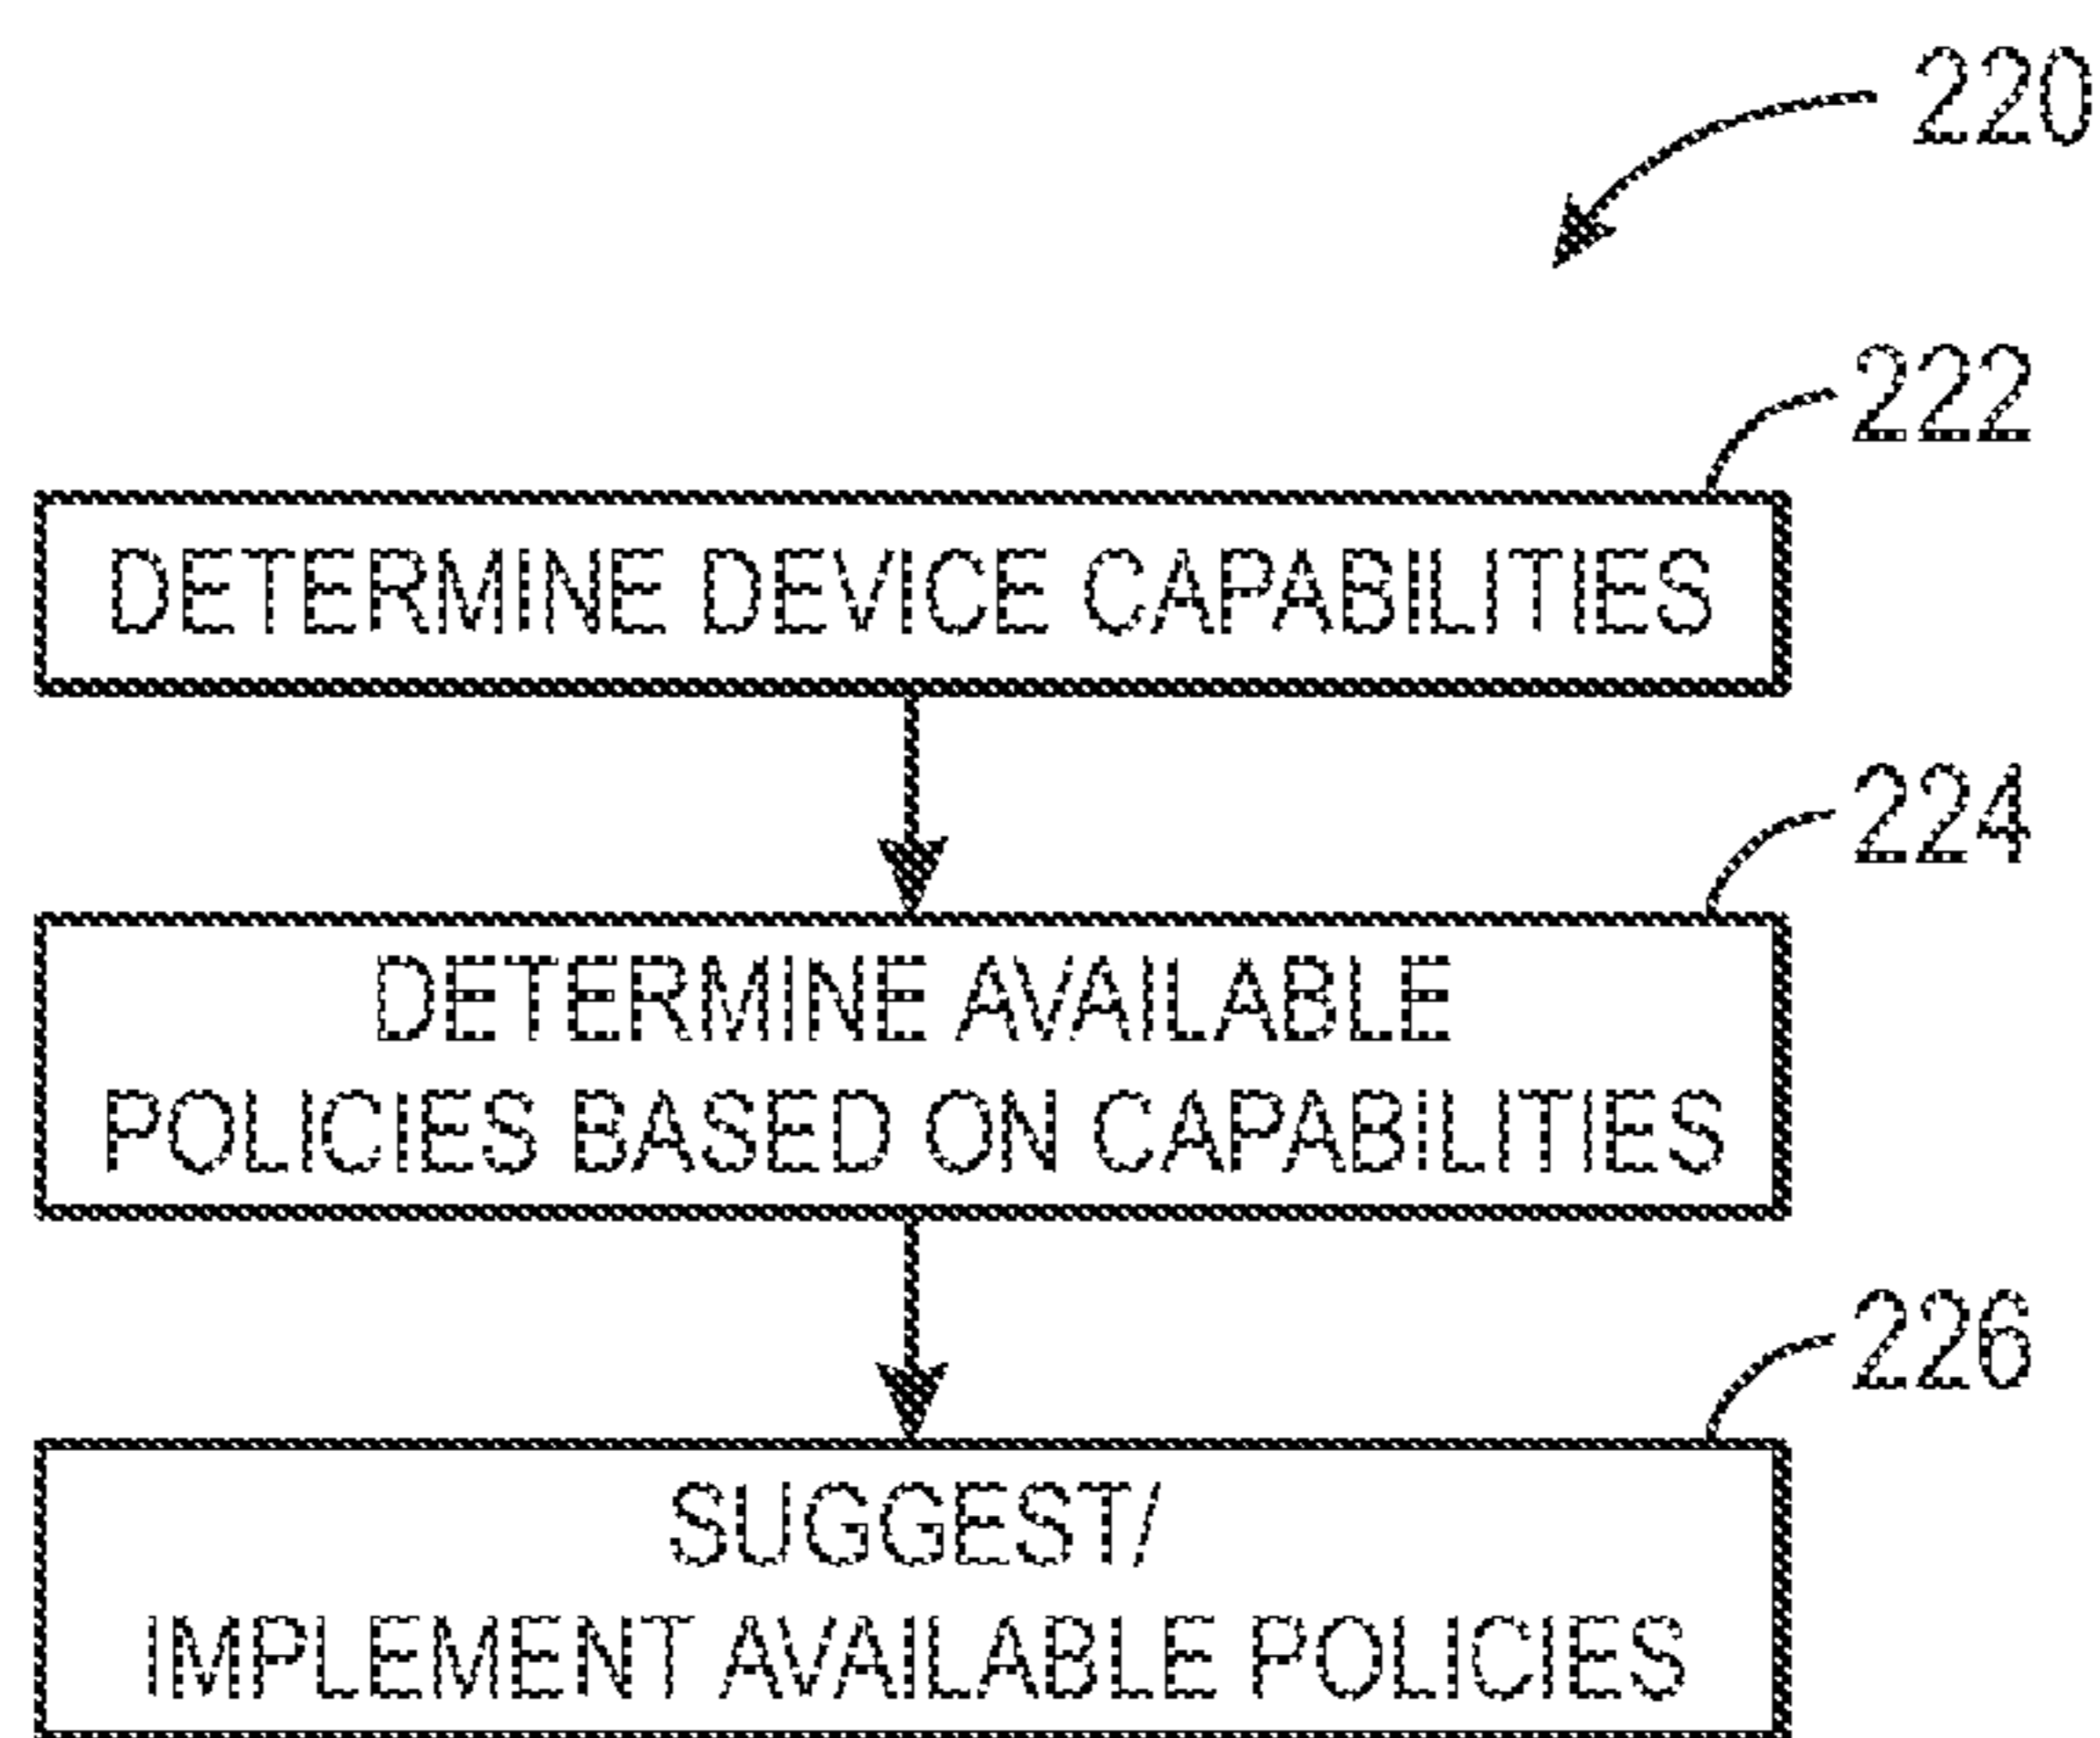 220
222
DETERMINE DEVICE CAPABILITIES
224
DETERMINE AVAILABLE
POLICIES BASED ON CAPABILITIES
226
SUGGEST/
IMPLEMENT AVAILABLE POLICIES